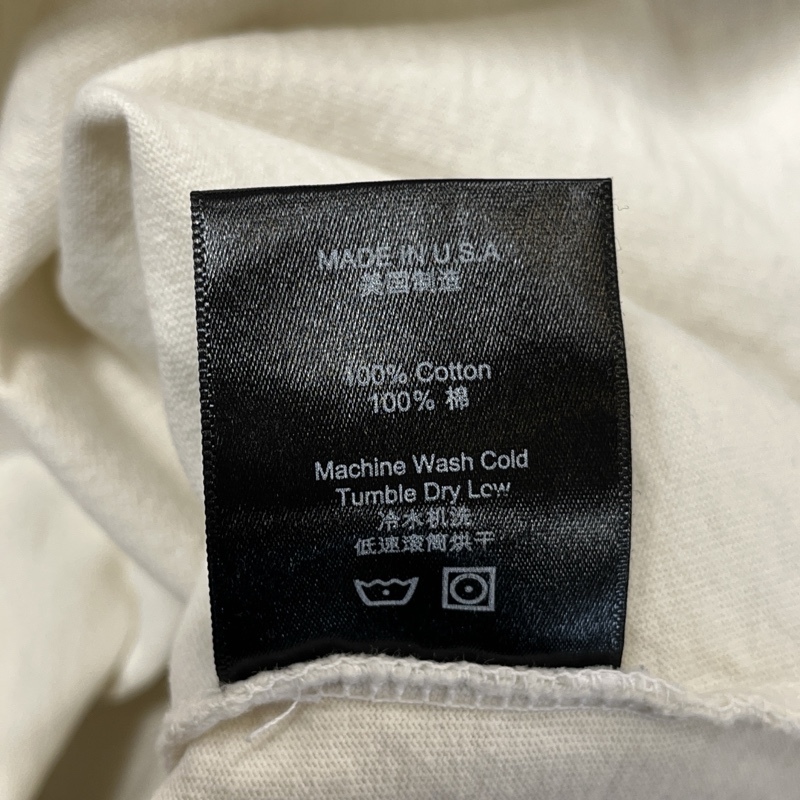 MADE IN U.S.A
美国制造
100% Cotton
100% 棉
Machine Wash Cold
Tumble Dry Low
冷水机洗
低速滚筒烘干